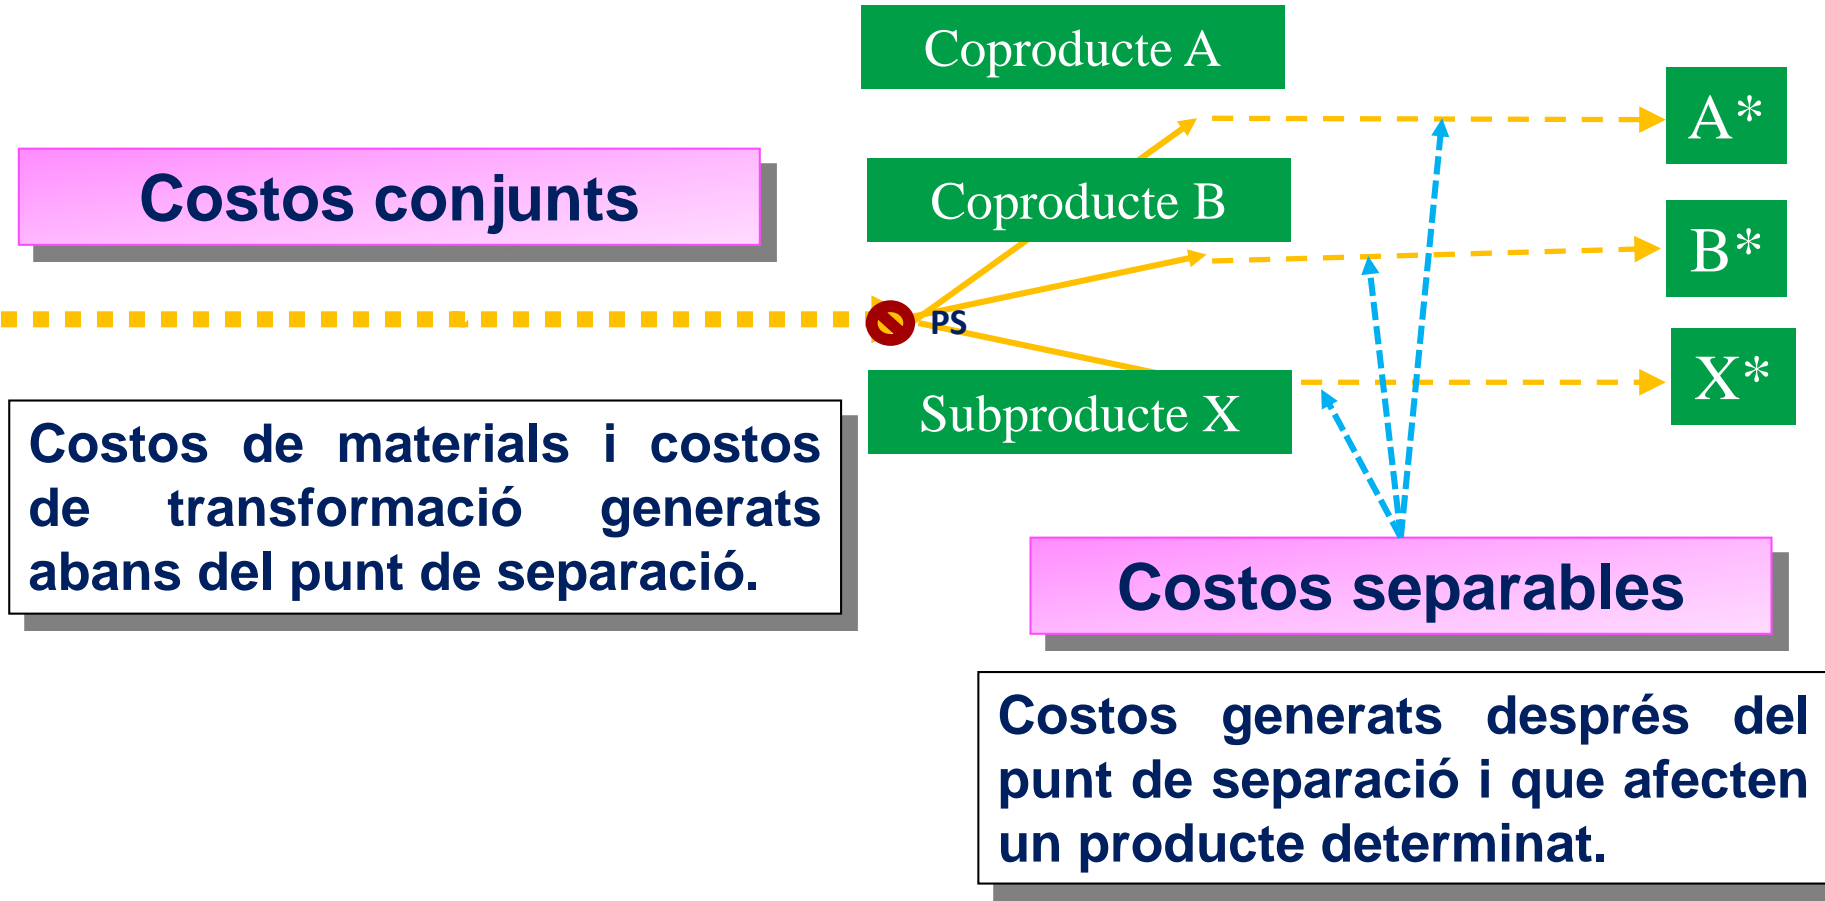 Coproducte A
A*
Costos conjunts
Coproducte B
B*
PS
X*
Subproducte X
Costos de materials i costos
de transformació generats
abans del punt de separació.
Costos separables
Costos generats després del
punt de separació i que afecten
un producte determinat.